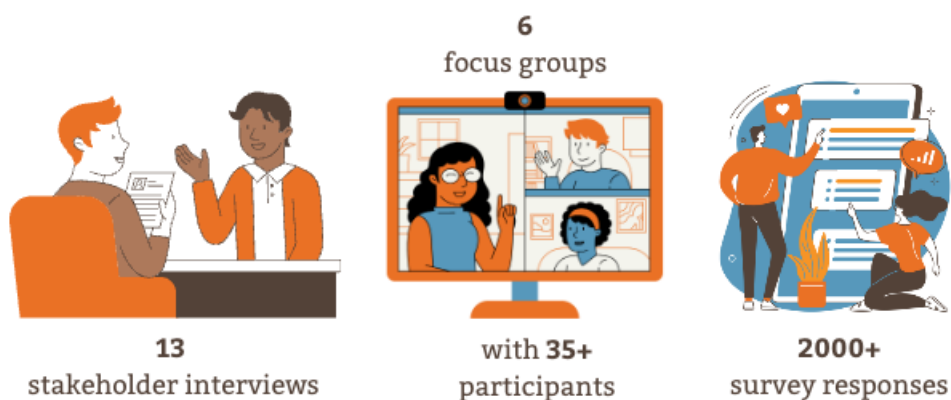 6
focus groups
13
stakeholder interviews
with 35+
participants
2000+
survey responses